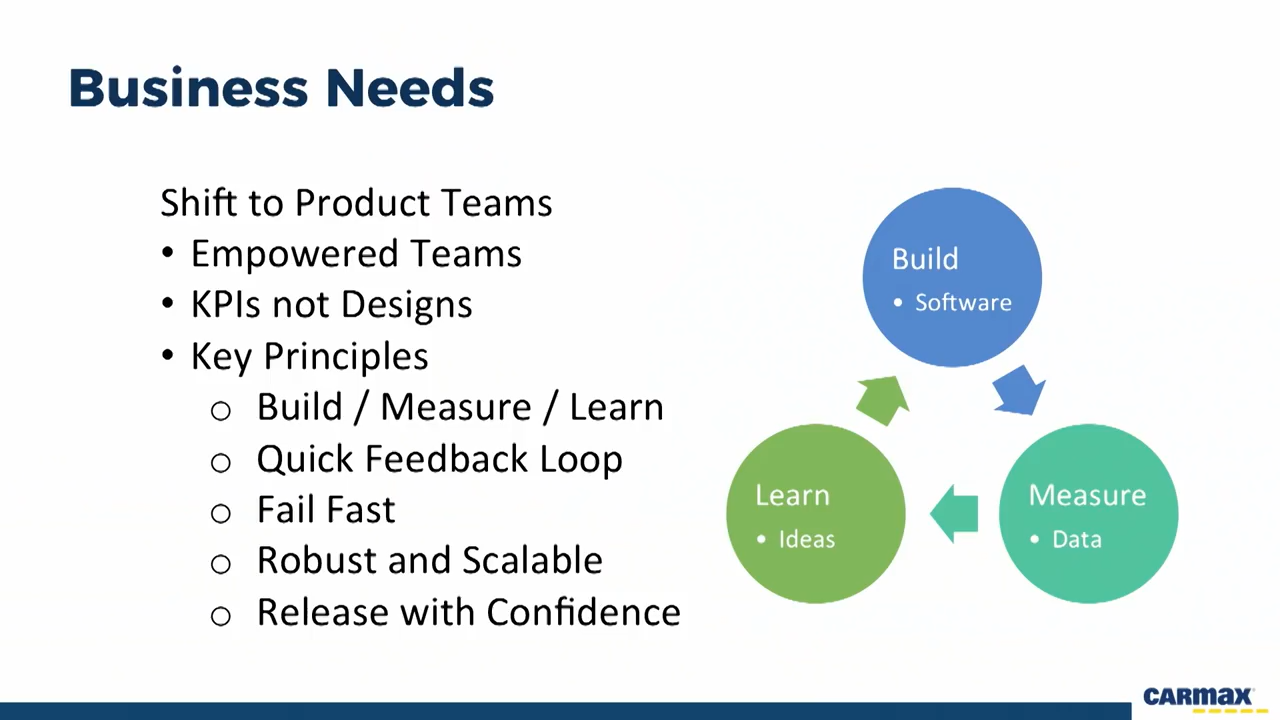 Business Needs
Shift to Product Teams
• Empowered Teams
• KPIs not Designs
• Key Principles
o Build / Measure / Learn
o Quick Feedback Loop
o Fail Fast
o Robust and Scalable
o Release with Confidence
Build
• Software
Measure
• Data
Learn
• Ideas
CARMAX